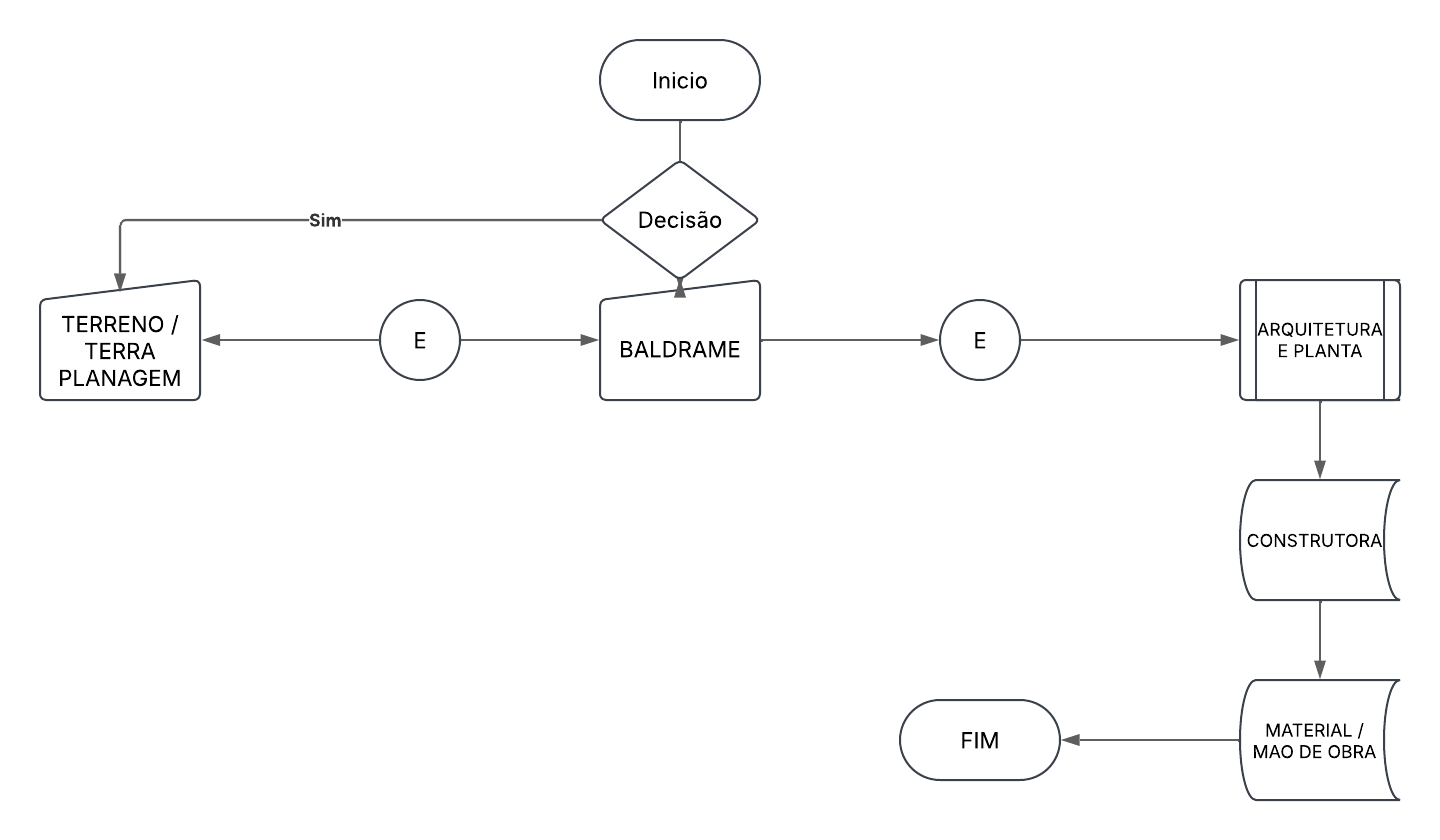 Inicio
Decisão
Sim
TERRENO /
TERRA
PLANAGEM
E
BALDRAME
E
ARQUITETURA
E PLANTA
CONSTRUTORA
MATERIAL /
MAO DE OBRA
FIM